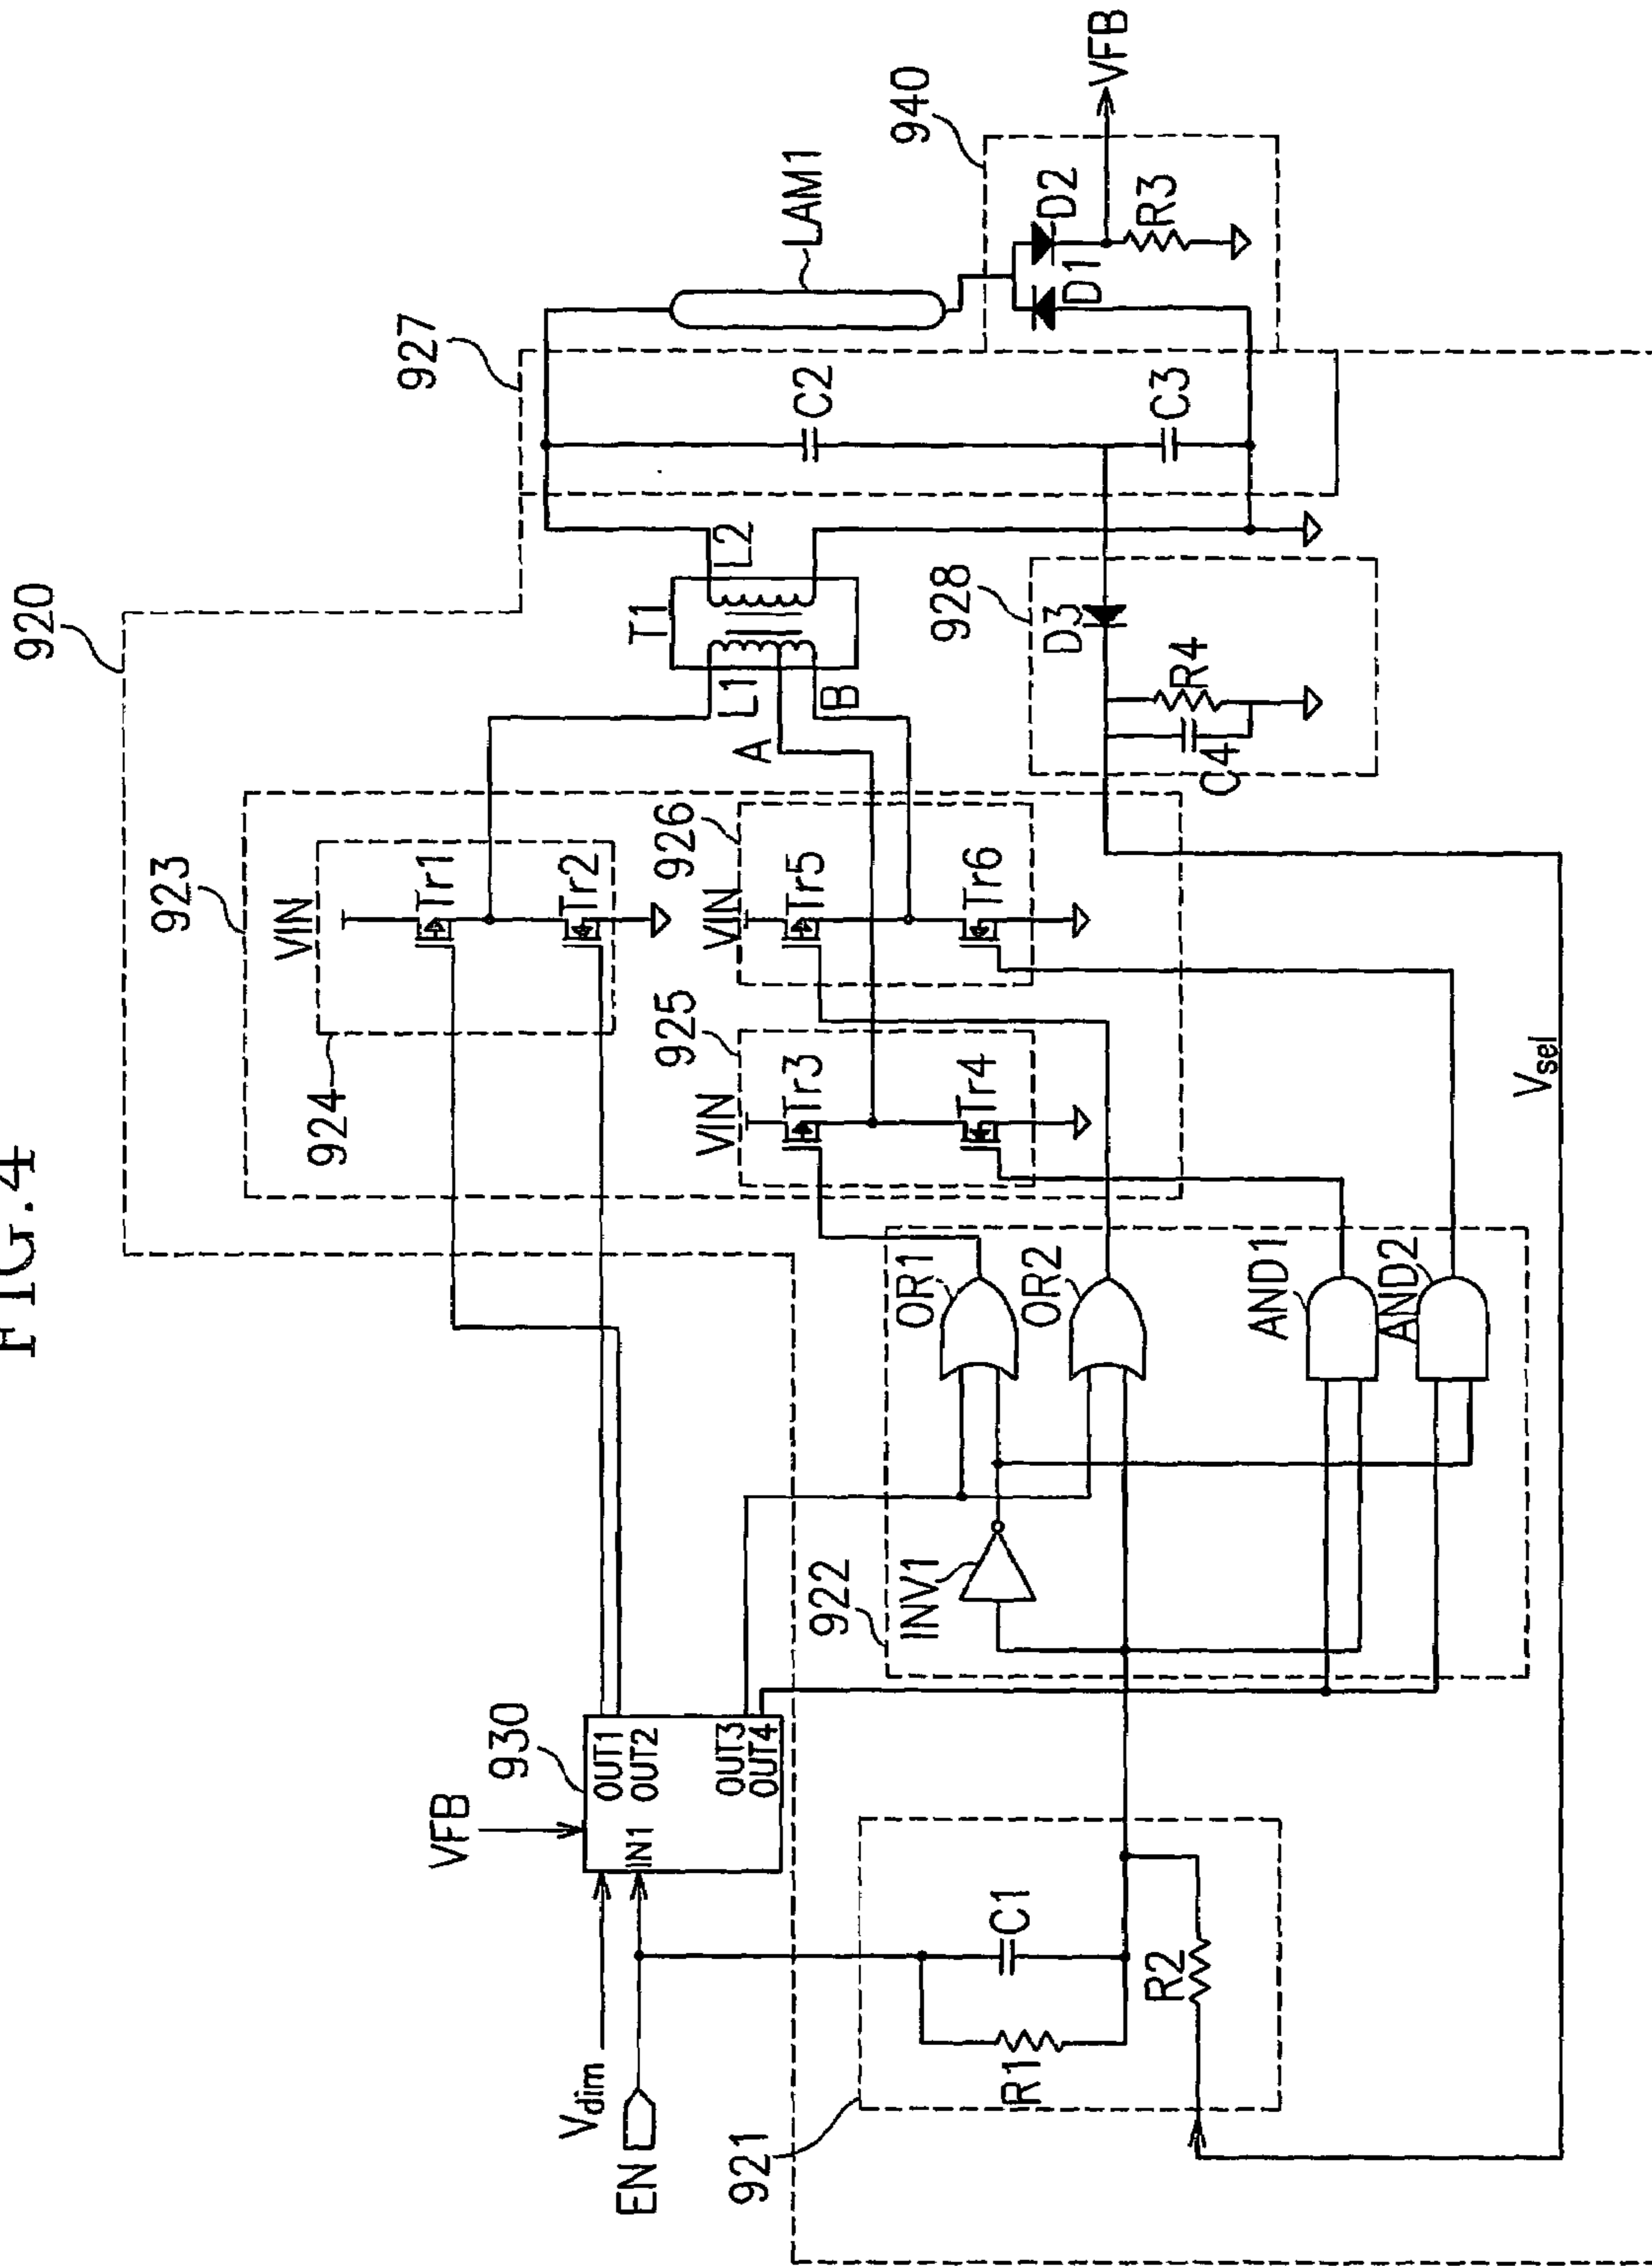 FIG.4
920
923
927
940
VIN
924
Tr1
Tr2
LAM1
T1
L1
L2
A
B
C2
C3
D1
D2
R3
VFB
925
VIN
Tr3
Tr4
926
VIN
Tr5
Tr6
928
D3
R4
C4
930
VFB
Vdim
EN
IN1
OUT1
OUT2
OUT3
OUT4
921
R1
C1
R2
922
INV1
OR1
OR2
AND1
AND2
Vsel